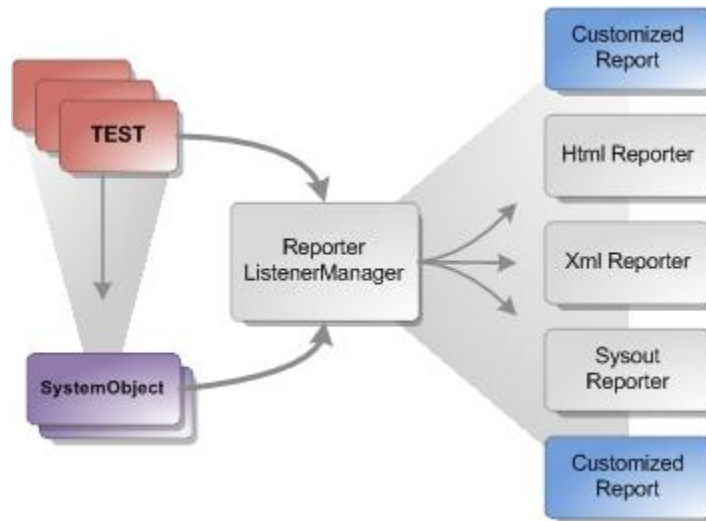 TEST
SystemObject
Reporter
ListenerManager
Customized
Report
Html Reporter
Xml Reporter
Sysout
Reporter
Customized
Report